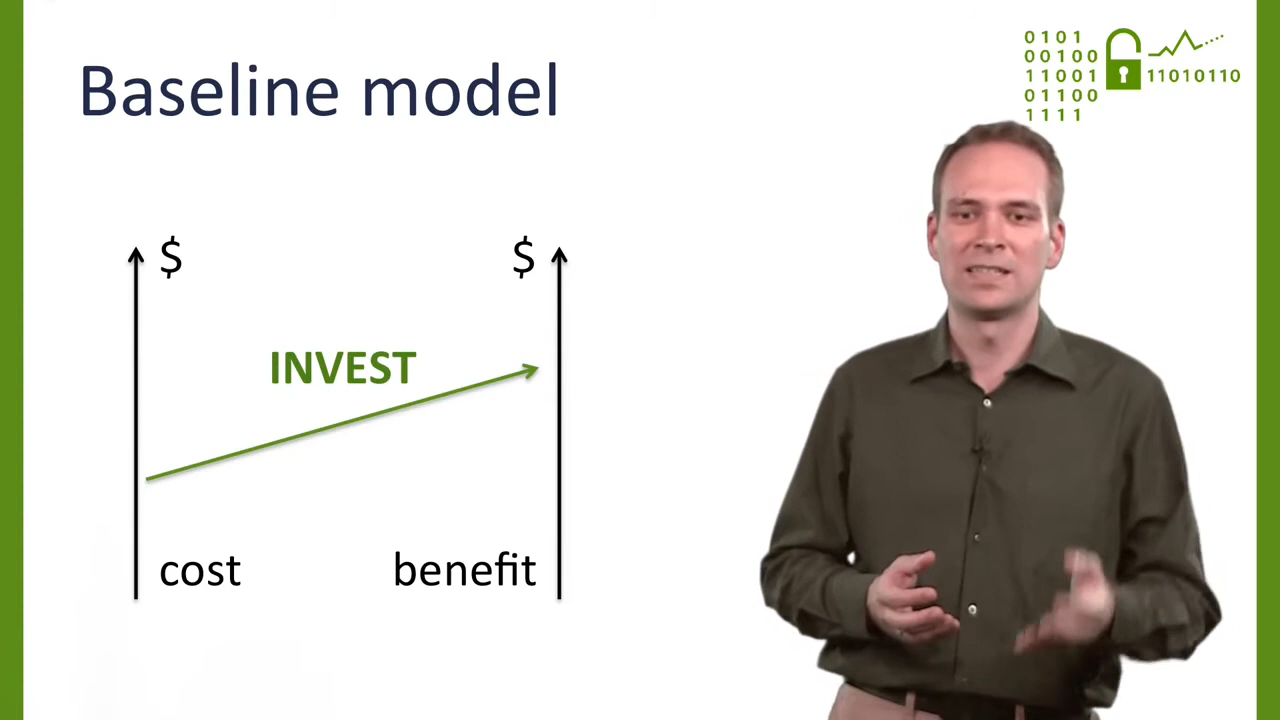 Baseline model
0101
00100
11001
01100
1111
11010110
$
$
INVEST
cost
benefit